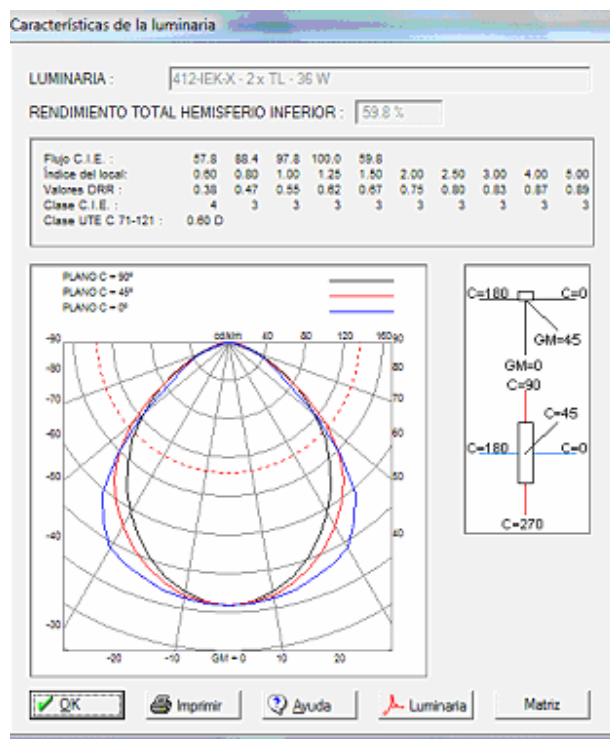 Características de la luminaria
LUMINARIA : 412-IEK-X - 2 x TL - 36 W
RENDIMIENTO TOTAL HEMISFERIO INFERIOR : 59.8 %
Flujo C.I.E. : 57.8 88.4 97.8 100.0 59.8
Índice del local: 0.60 0.80 1.00 1.25 1.50 2.00 2.50 3.00 4.00 5.00
Valores DRR : 0.38 0.47 0.55 0.62 0.67 0.75 0.80 0.83 0.87 0.89
Clase C.I.E. : 4 3 3 3 3 3 3 3 3 3
Clase UTE C 71-121 : 0.60 D
PLANO C = 90º
PLANO C = 45º
PLANO C = 0º
-90 cd/klm 40 80 120 160 90
-80 80
-70 70
-60 60
-50 50
-40 40
-30
-20 -10 GM = 0 10 20
C=180 C=0
GM=45
GM=0
C=90
C=45
C=180 C=0
C=270
OK Imprimir Ayuda Luminaria Matriz